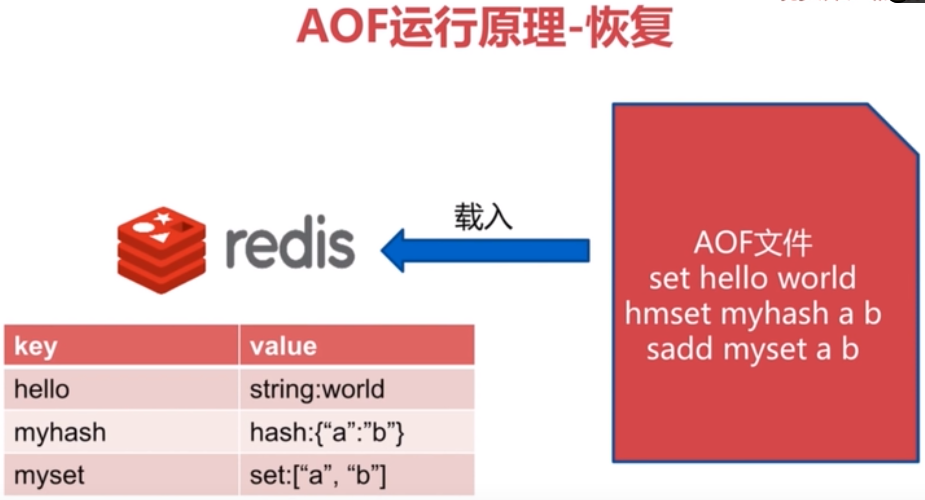 AOF运行原理-恢复
载入
redis
AOF文件
set hello world
hmset myhash a b
sadd myset a b
key value
hello string:world
myhash hash:{“a”:”b”}
myset set:[“a”, “b”]